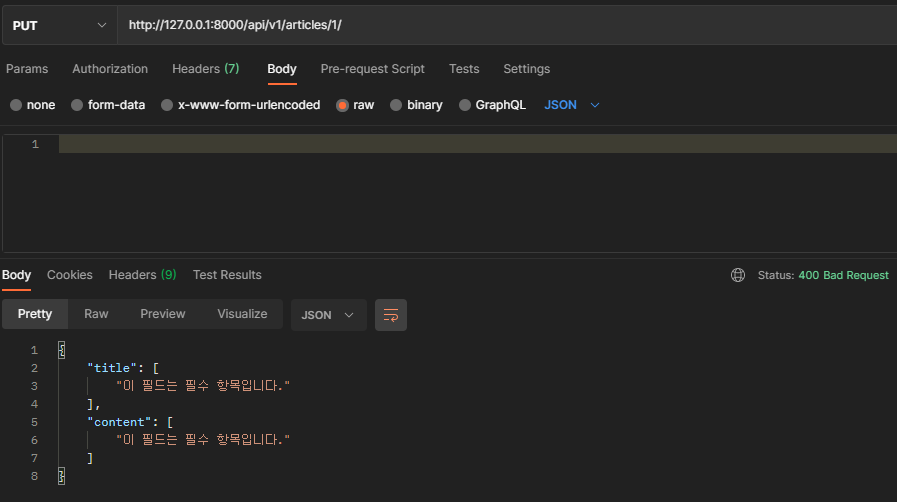 PUT http://127.0.0.1:8000/api/v1/articles/1/
Params Authorization Headers (7) Body Pre-request Script Tests Settings
none form-data x-www-form-urlencoded raw binary GraphQL JSON
1
Body Cookies Headers (9) Test Results Status: 400 Bad Request
Pretty Raw Preview Visualize JSON
1 {
2 "title": [
3 "이 필드는 필수 항목입니다."
4 ],
5 "content": [
6 "이 필드는 필수 항목입니다."
7 ]
8 }